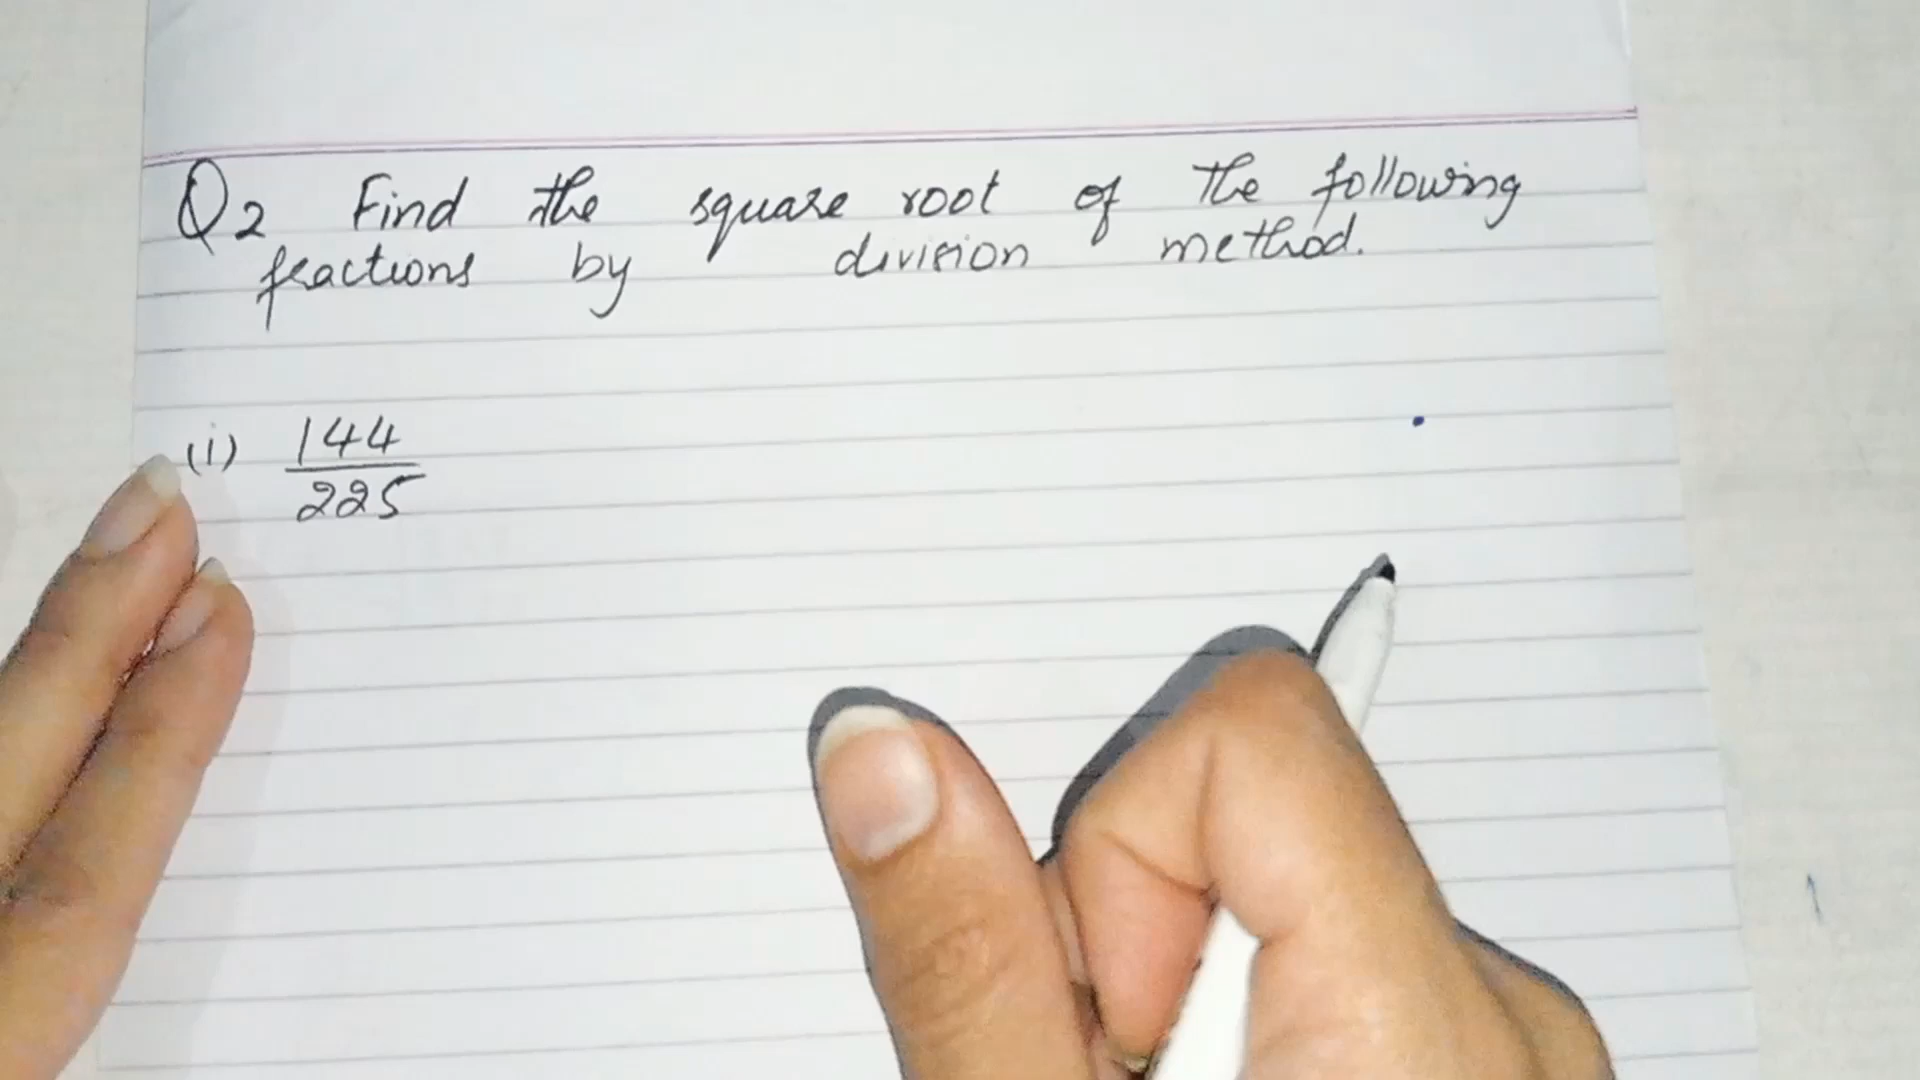 Q2 Find the square root of the following
fractions by division method.
(i) 144
225